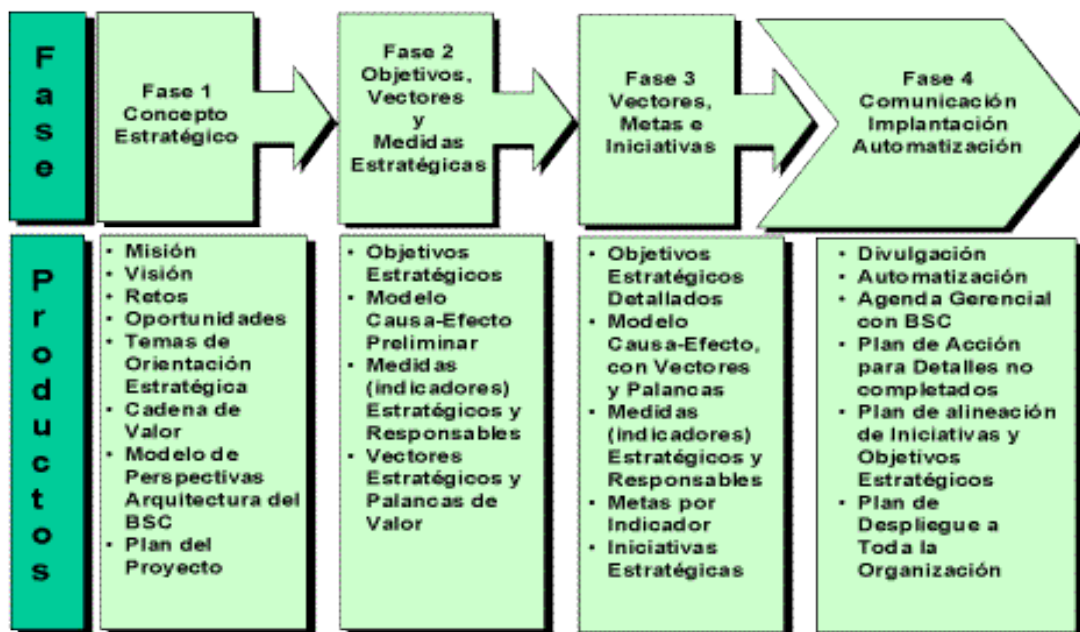 Fase
Fase 1
Concepto
Estratégico
Fase 2
Objetivos,
Vectores
y
Medidas
Estratégicas
Fase 3
Vectores,
Metas e
Iniciativas
Fase 4
Comunicación
Implantación
Automatización
Productos
• Misión
• Visión
• Retos
• Oportunidades
• Temas de
Orientación
Estratégica
• Cadena de
Valor
• Modelo de
Perspectivas
Arquitectura del
BSC
• Plan del
Proyecto
• Objetivos
Estratégicos
• Modelo
Causa-Efecto
Preliminar
• Medidas
(indicadores)
Estratégicos y
Responsables
• Vectores
Estratégicos y
Palancas de
Valor
• Objetivos
Estratégicos
Detallados
• Modelo
Causa-Efecto,
con Vectores
y Palancas
• Medidas
(indicadores)
Estratégicos y
Responsables
• Metas por
Indicador
• Iniciativas
Estratégicas
• Divulgación
• Automatización
• Agenda Gerencial
con BSC
• Plan de Acción
para Detalles no
completados
• Plan de alineación
de Iniciativas y
Objetivos
Estratégicos
• Plan de
Despliegue a
Toda la
Organización